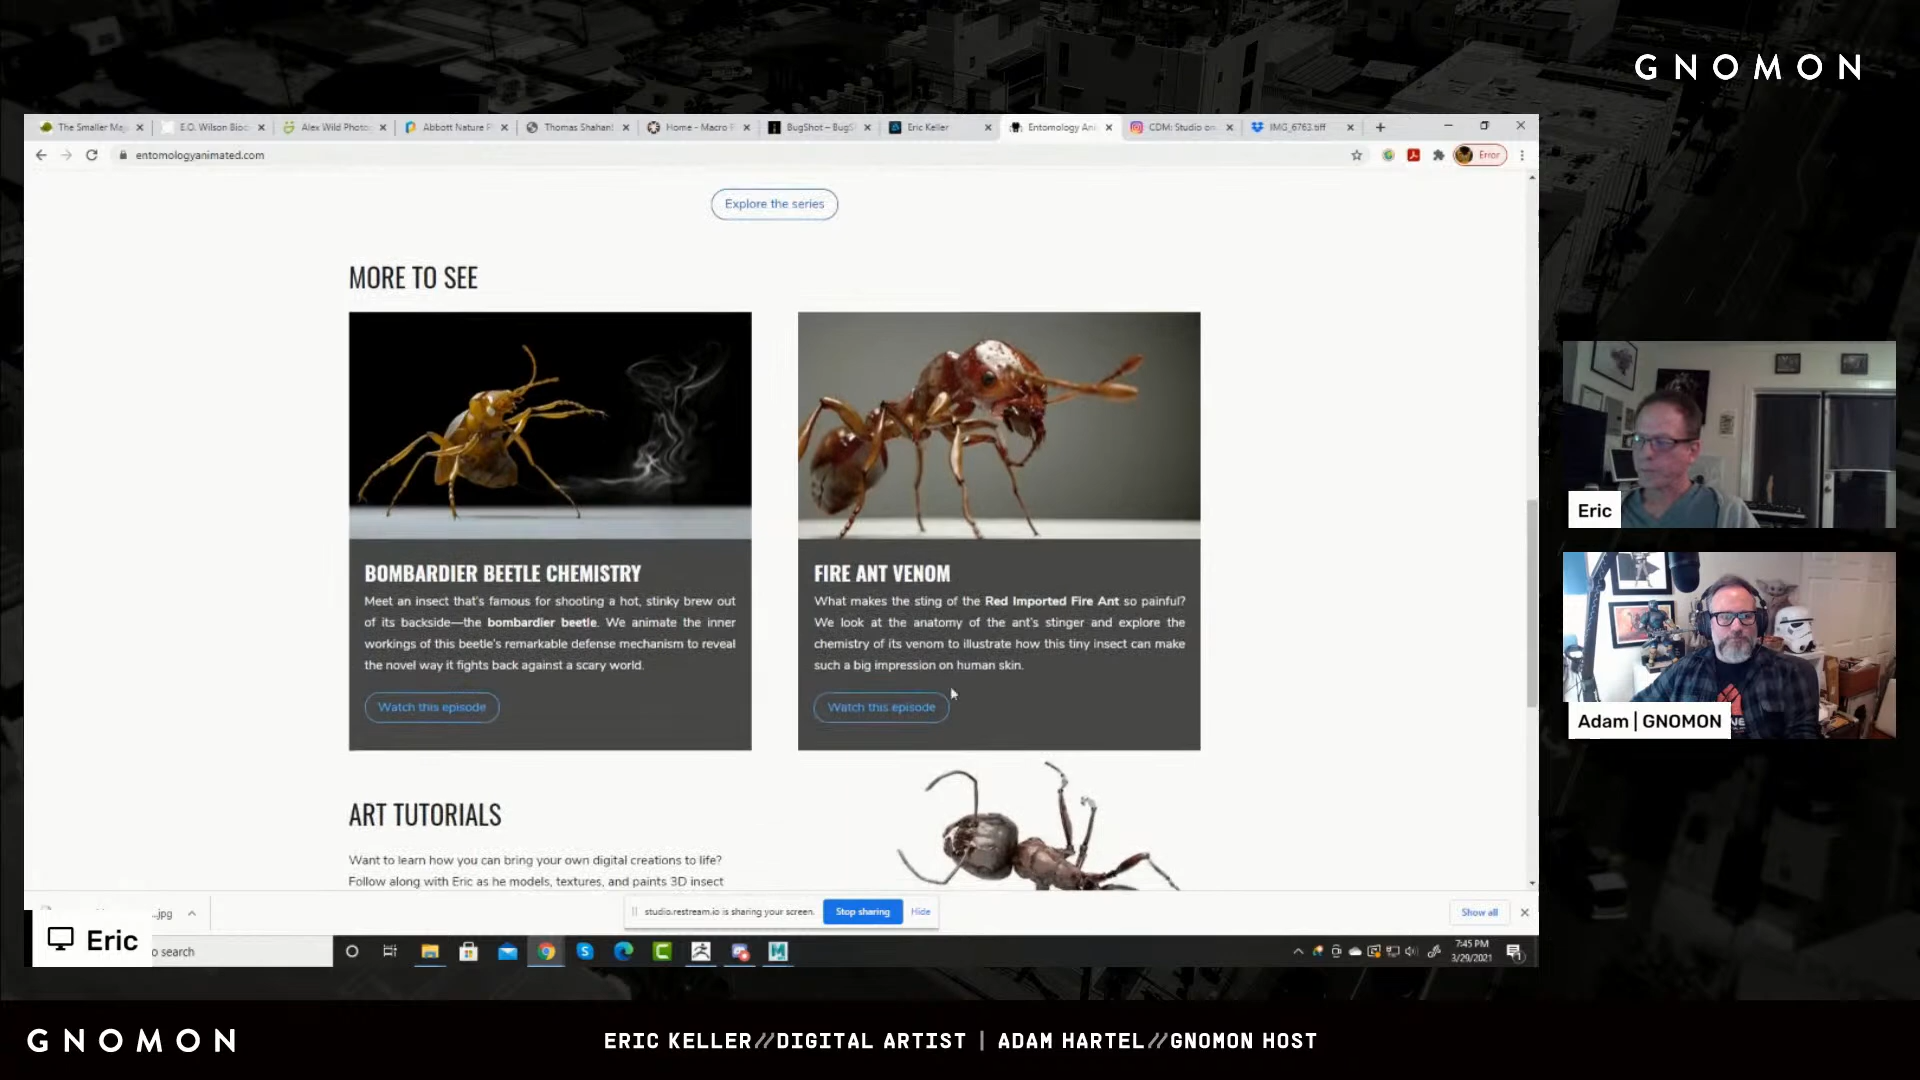 GNOMON
The Smaller Ma
E.O. Wilson Bio
Alex Wild Photo
Abbott Nature P
Thomas Shahan
Home - Macro
BugShot – BugS
Eric Keller
Entomology Ani
CDM: Studio on
IMG_6763.tiff
entomologyanimated.com
Error
Explore the series
MORE TO SEE
BOMBARDIER BEETLE CHEMISTRY
Meet an insect that's famous for shooting a hot, stinky brew out
of its backside—the bombardier beetle. We animate the inner
workings of this beetle's remarkable defense mechanism to reveal
the novel way it fights back against a scary world.
Watch this episode
FIRE ANT VENOM
What makes the sting of the Red Imported Fire Ant so painful?
We look at the anatomy of the ant's stinger and explore the
chemistry of its venom to illustrate how this tiny insect can make
such a big impression on human skin.
Watch this episode
ART TUTORIALS
Want to learn how you can bring your own digital creations to life?
Follow along with Eric as he models, textures, and paints 3D insect
...jpg
studio.restream.io is sharing your screen.
Stop sharing
Hide
Show all
Eric
o search
7:45 PM
3/29/2021
Eric
Adam | GNOMON
GNOMON
ERIC KELLER//DIGITAL ARTIST | ADAM HARTEL//GNOMON HOST